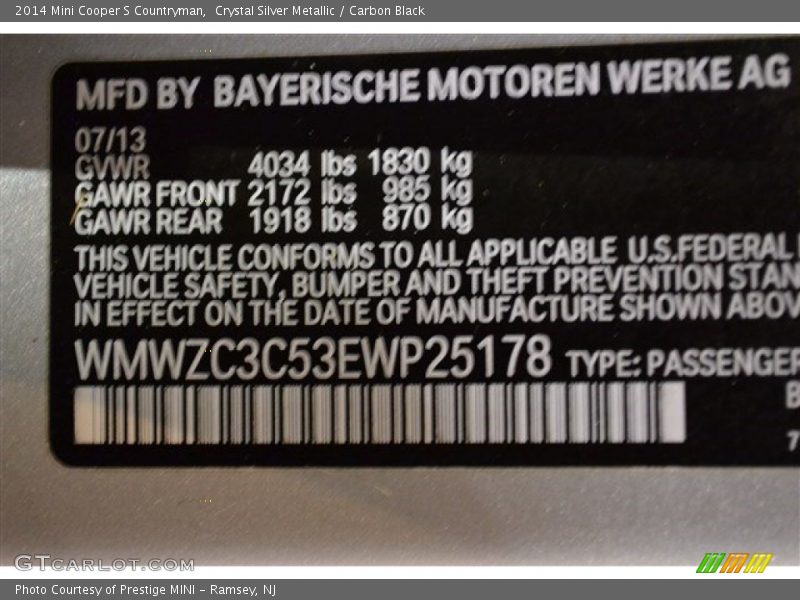 2014 Mini Cooper S Countryman,  Crystal Silver Metallic / Carbon Black
MFD BY BAYERISCHE MOTOREN WERKE AG
07/13
GVWR 4034 lbs 1830 kg
GAWR FRONT 2172 lbs 985 kg
GAWR REAR 1918 lbs 870 kg
THIS VEHICLE CONFORMS TO ALL APPLICABLE U.S.FEDERAL
VEHICLE SAFETY, BUMPER AND THEFT PREVENTION STAN
IN EFFECT ON THE DATE OF MANUFACTURE SHOWN ABOV
WMWZC3C53EWP25178 TYPE: PASSENGER
B
7
GTCARLOT.COM
Photo Courtesy of Prestige MINI - Ramsey, NJ